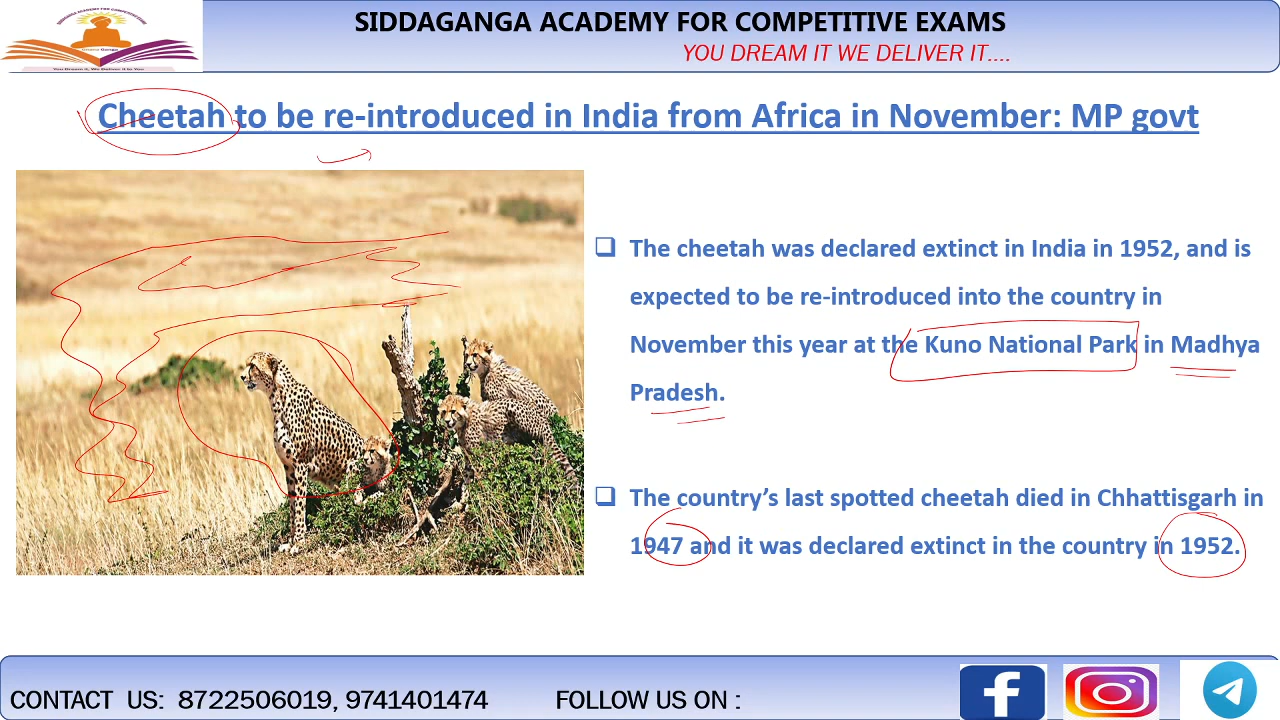 SIDDAGANGA ACADEMY FOR COMPETITIVE EXAMS
YOU DREAM IT WE DELIVER IT....
Cheetah to be re-introduced in India from Africa in November: MP govt
❑ The cheetah was declared extinct in India in 1952, and is
expected to be re-introduced into the country in
November this year at the Kuno National Park in Madhya
Pradesh.
❑ The country’s last spotted cheetah died in Chhattisgarh in
1947 and it was declared extinct in the country in 1952.
CONTACT US: 8722506019, 9741401474 FOLLOW US ON :